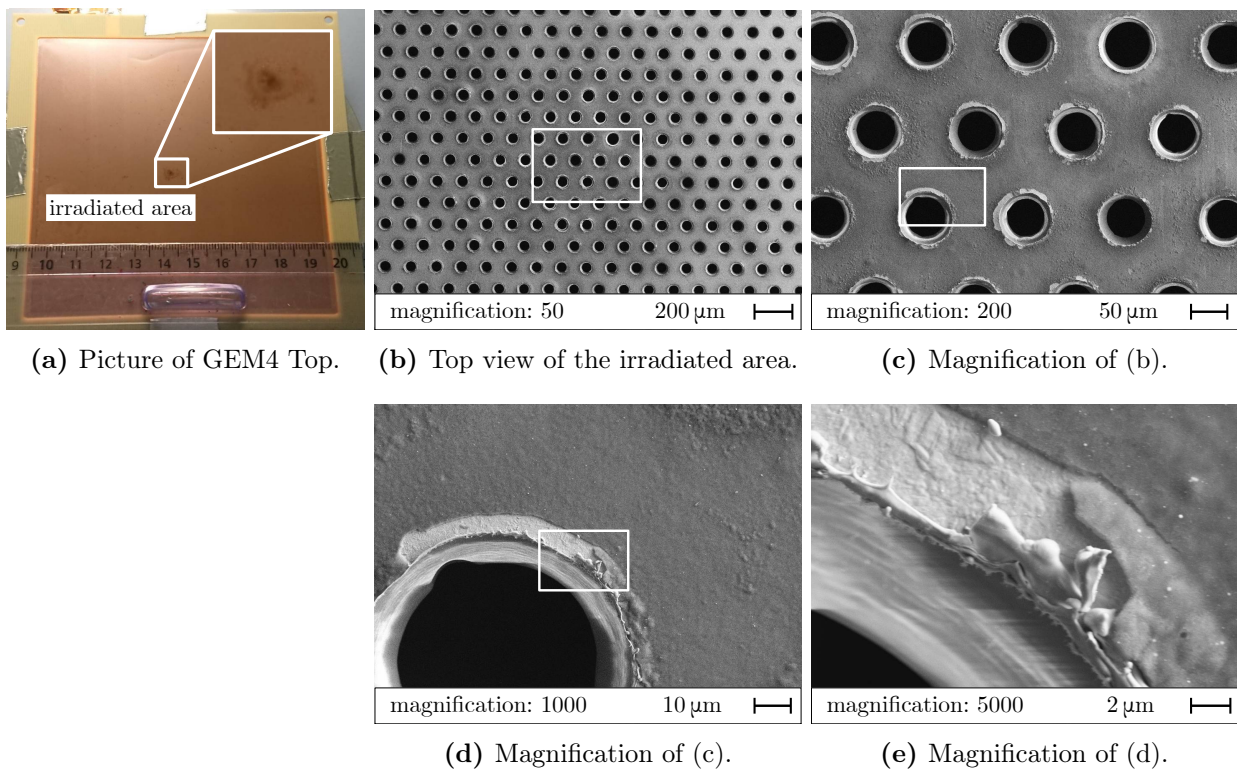 irradiated area
9 10 11 12 13 14 15 16 17 18 19 20
magnification: 50 200 µm
magnification: 200 50 µm
(a) Picture of GEM4 Top.
(b) Top view of the irradiated area.
(c) Magnification of (b).
magnification: 1000 10 µm
magnification: 5000 2 µm
(d) Magnification of (c).
(e) Magnification of (d).